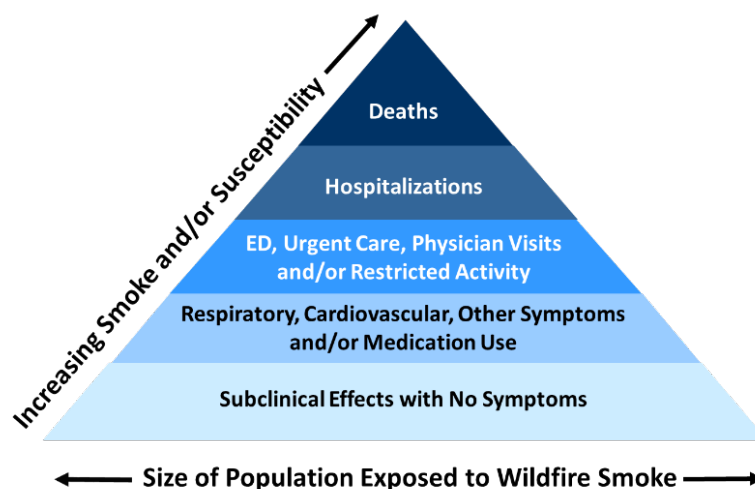 Increasing Smoke and/or Susceptibility
Deaths
Hospitalizations
ED, Urgent Care, Physician Visits
and/or Restricted Activity
Respiratory, Cardiovascular, Other Symptoms
and/or Medication Use
Subclinical Effects with No Symptoms
Size of Population Exposed to Wildfire Smoke